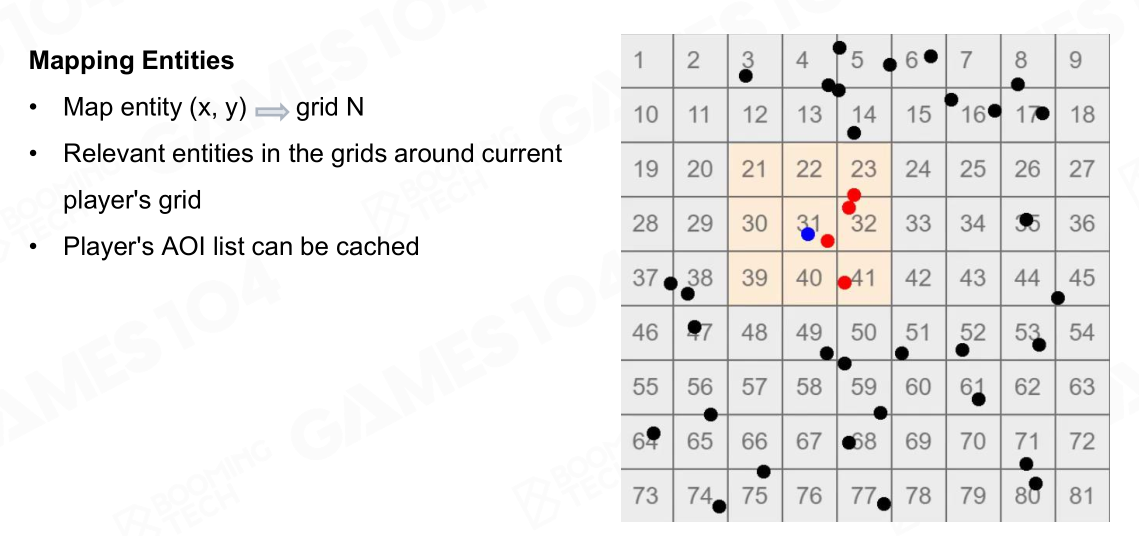 Mapping Entities
• Map entity (x, y) ⟹ grid N
• Relevant entities in the grids around current
player's grid
• Player's AOI list can be cached
1 2 3 4 5 6 7 8 9
10 11 12 13 14 15 16 17 18
19 20 21 22 23 24 25 26 27
28 29 30 31 32 33 34 35 36
37 38 39 40 41 42 43 44 45
46 47 48 49 50 51 52 53 54
55 56 57 58 59 60 61 62 63
64 65 66 67 68 69 70 71 72
73 74 75 76 77 78 79 80 81
GAMES104
BOOMING
TECH